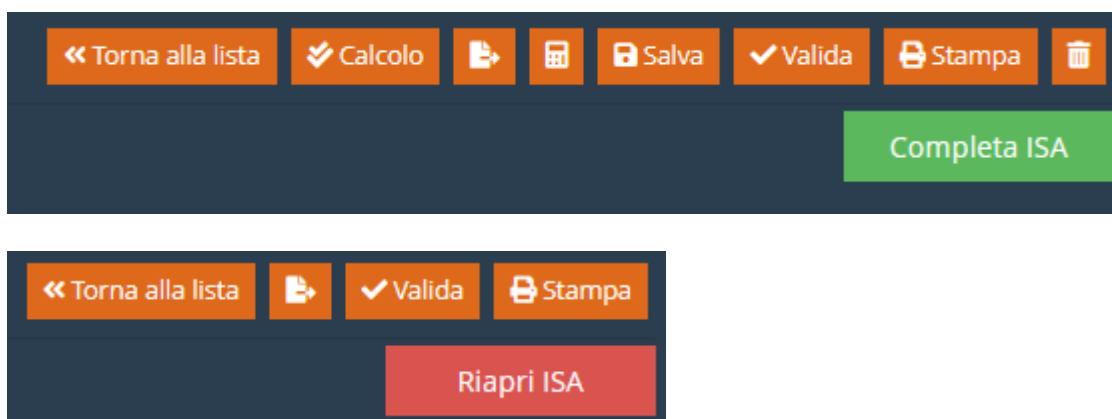 Torna alla lista Calcolo Salva Valida Stampa
Completa ISA
Torna alla lista Valida Stampa
Riapri ISA